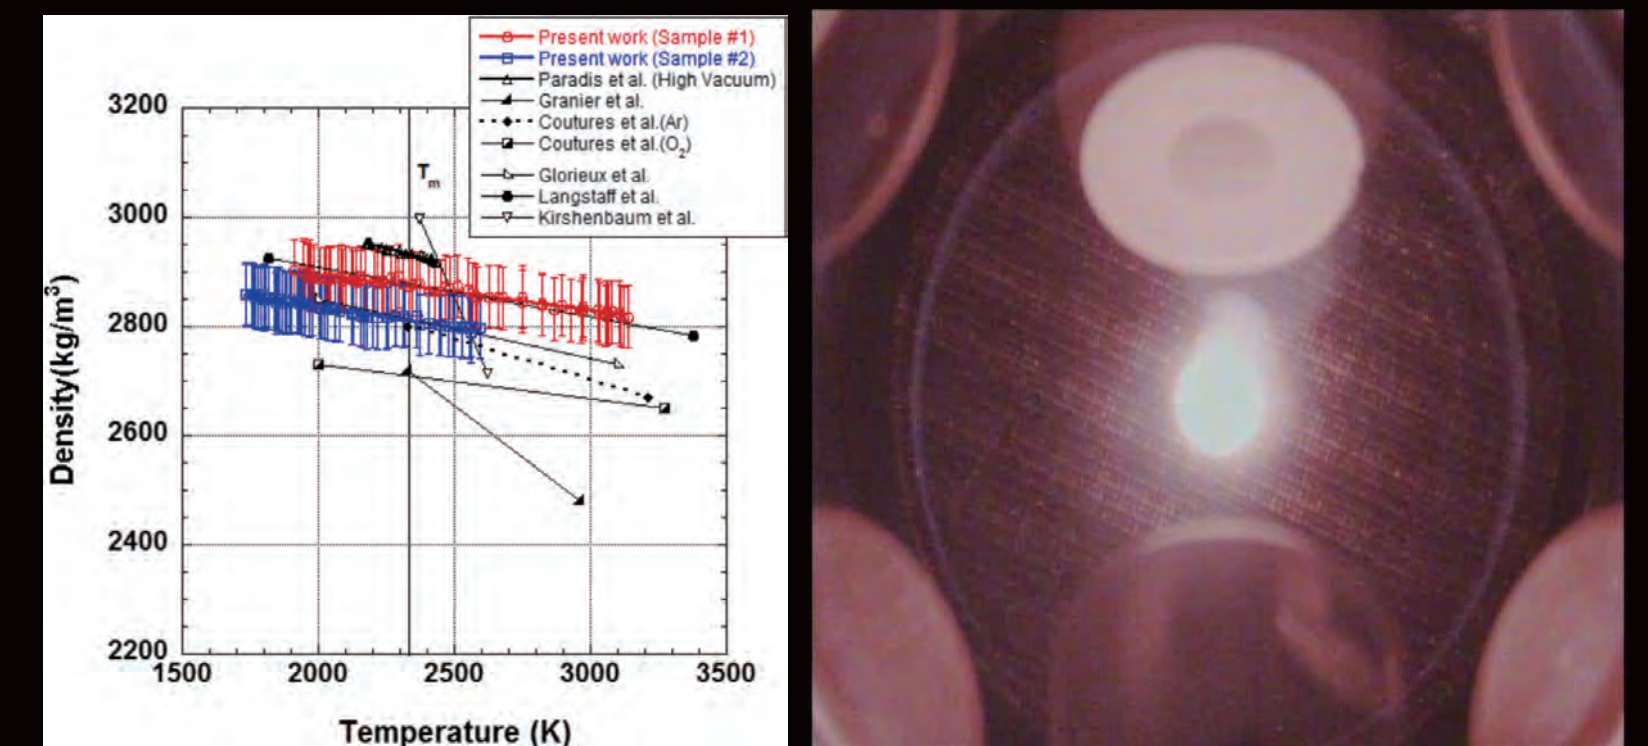 Present work (Sample #1)
Present work (Sample #2)
Paradis et al. (High Vacuum)
Granier et al.
Coutures et al.(Ar)
Coutures et al.(O2)
Glorieux et al.
Langstaff et al.
Kirshenbaum et al.
3200
3000
2800
2600
2400
2200
Tm
Density(kg/m3)
1500 2000 2500 3000 3500
Temperature (K)